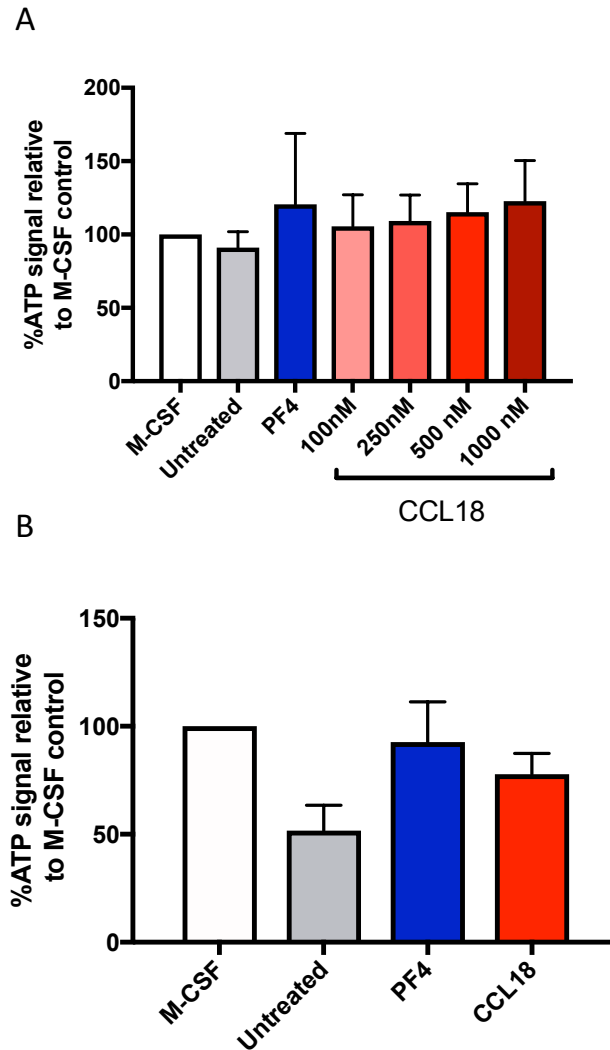 A
%ATP signal relative
to M-CSF control
200
150
100
50
0
M-CSF
Untreated
PF4
100nM
250nM
500 nM
1000 nM
CCL18
B
%ATP signal relative
to M-CSF control
150
100
50
0
M-CSF
Untreated
PF4
CCL18